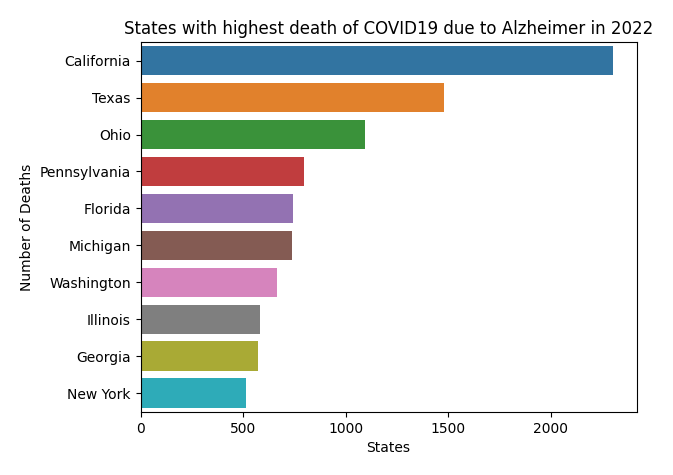 States with highest death of COVID19 due to Alzheimer in 2022
Number of Deaths
California
Texas
Ohio
Pennsylvania
Florida
Michigan
Washington
Illinois
Georgia
New York
0 500 1000 1500 2000
States